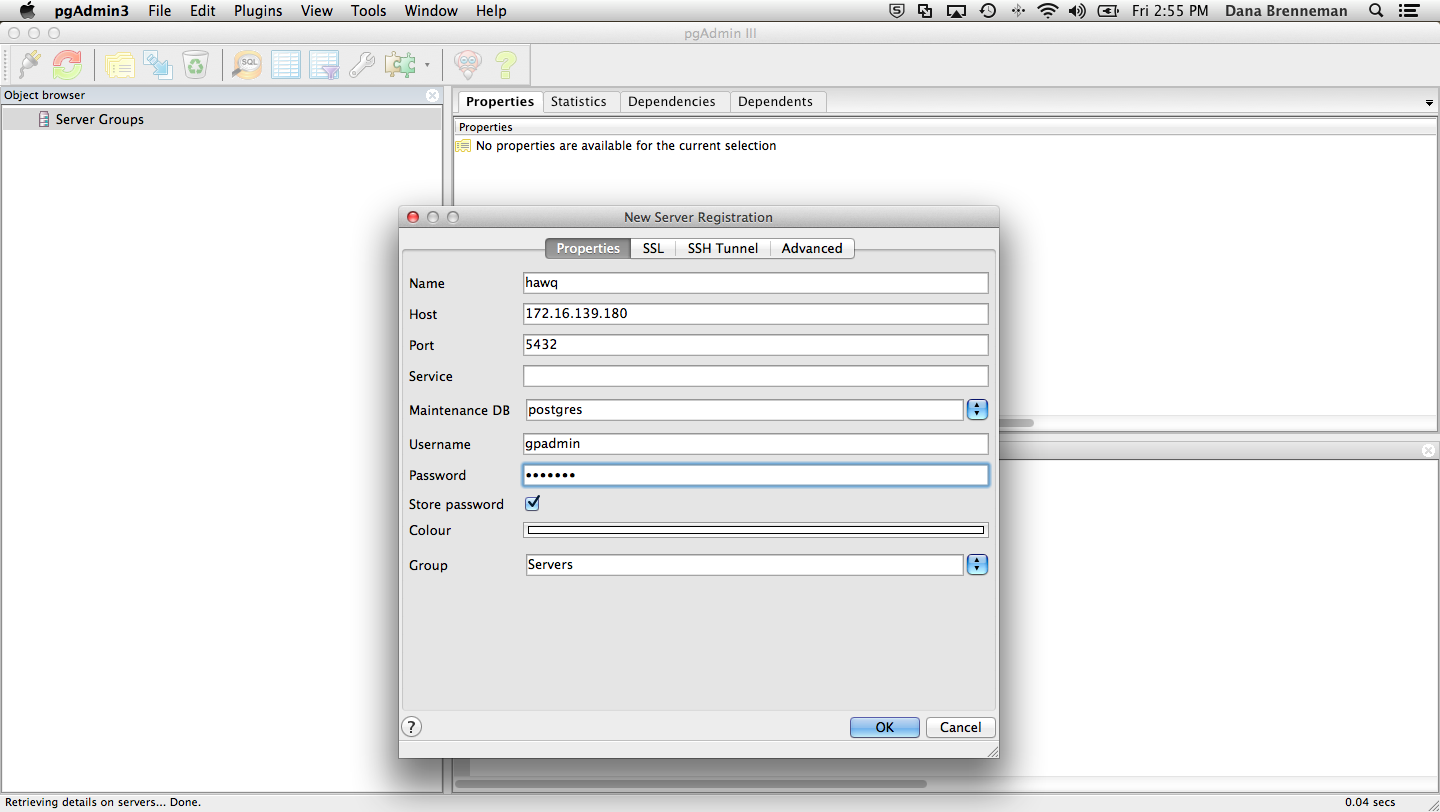 pgAdmin3 File Edit Plugins View Tools Window Help Fri 2:55 PM Dana Brenneman
pgAdmin III
SQL
Object browser
Properties Statistics Dependencies Dependents
Server Groups
Properties
No properties are available for the current selection
New Server Registration
Properties SSL SSH Tunnel Advanced
Name hawq
Host 172.16.139.180
Port 5432
Service
Maintenance DB postgres
Username gpadmin
Password •••••••
Store password
Colour
Group Servers
? OK Cancel
Retrieving details on servers... Done. 0.04 secs